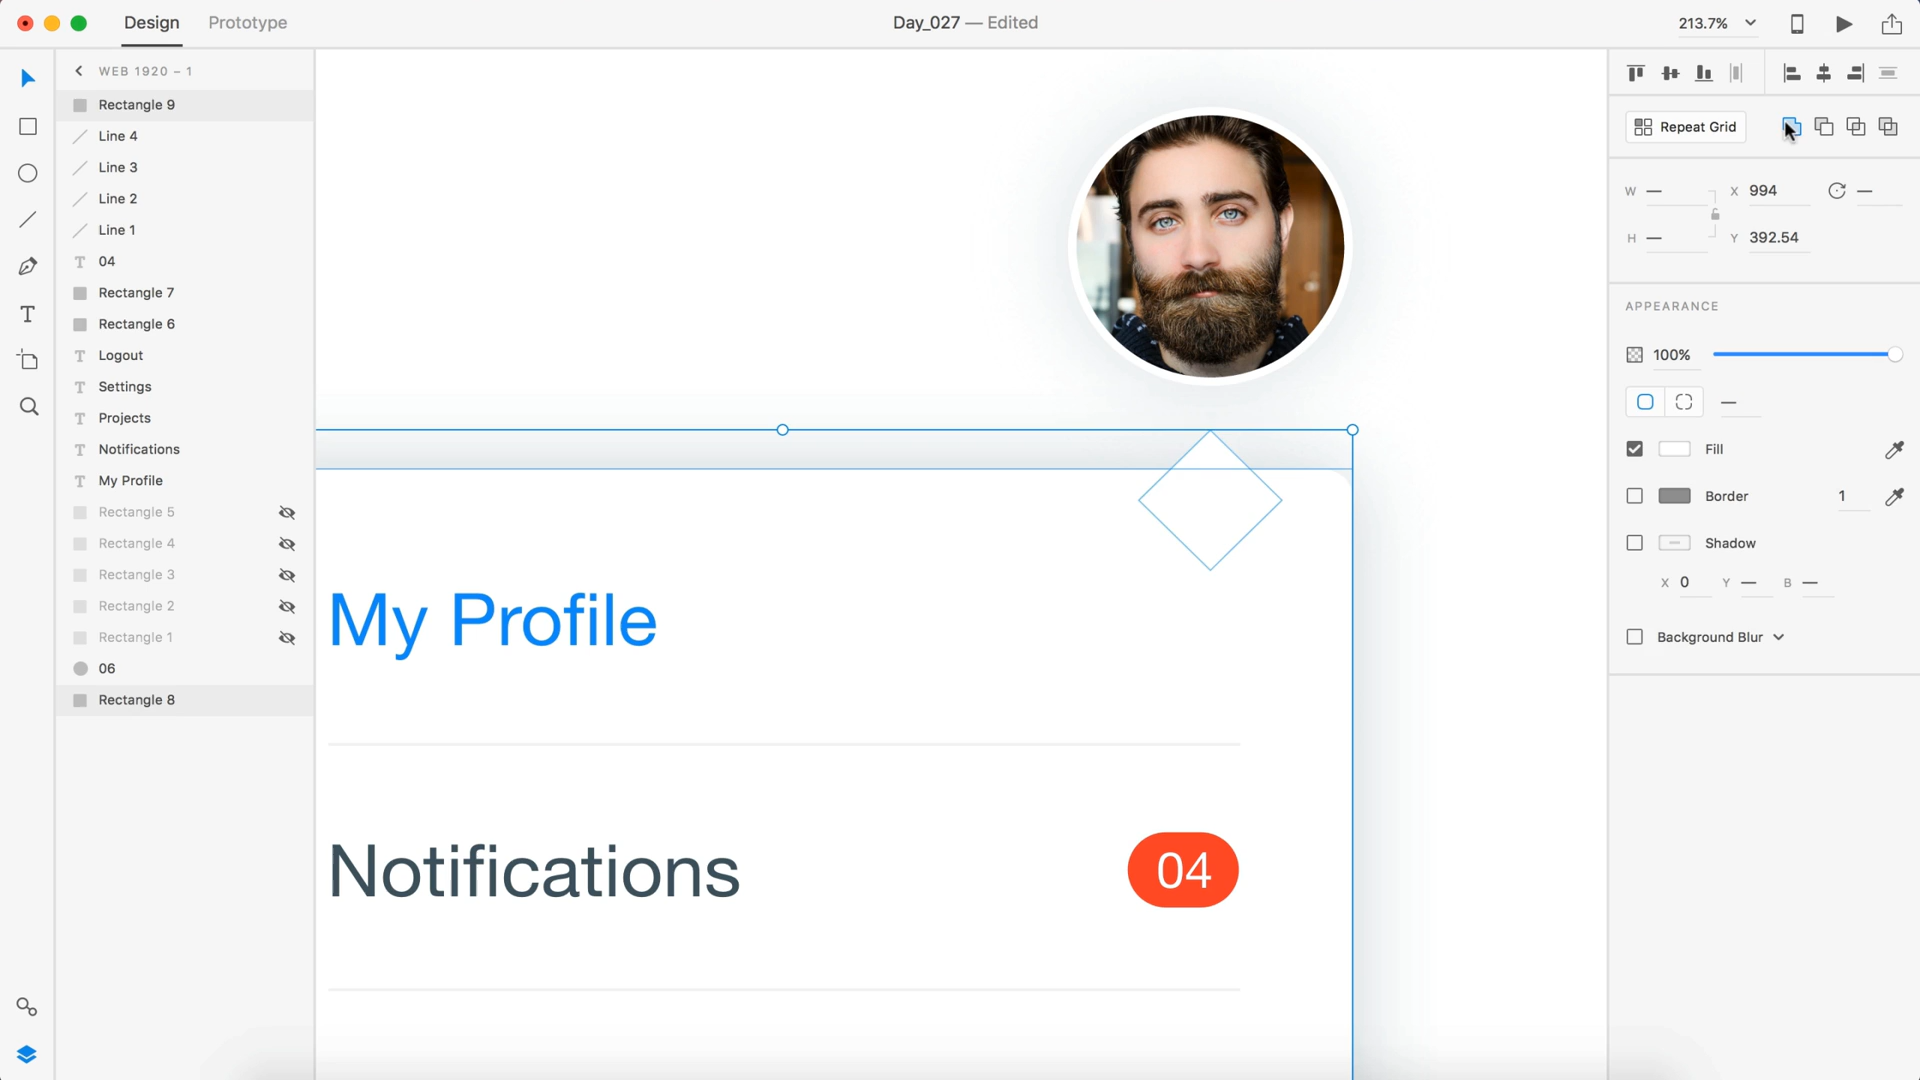 Design Prototype Day_027 — Edited 213.7%
WEB 1920 – 1
Rectangle 9
Line 4
Line 3
Line 2
Line 1
T 04
Rectangle 7
Rectangle 6
T Logout
T Settings
T Projects
T Notifications
T My Profile
Rectangle 5
Rectangle 4
Rectangle 3
Rectangle 2
Rectangle 1
06
Rectangle 8
My Profile
Notifications 04
Repeat Grid
W — X 994 —
H — Y 392.54
APPEARANCE
100%
—
Fill
Border 1
Shadow
X 0 Y — B —
Background Blur